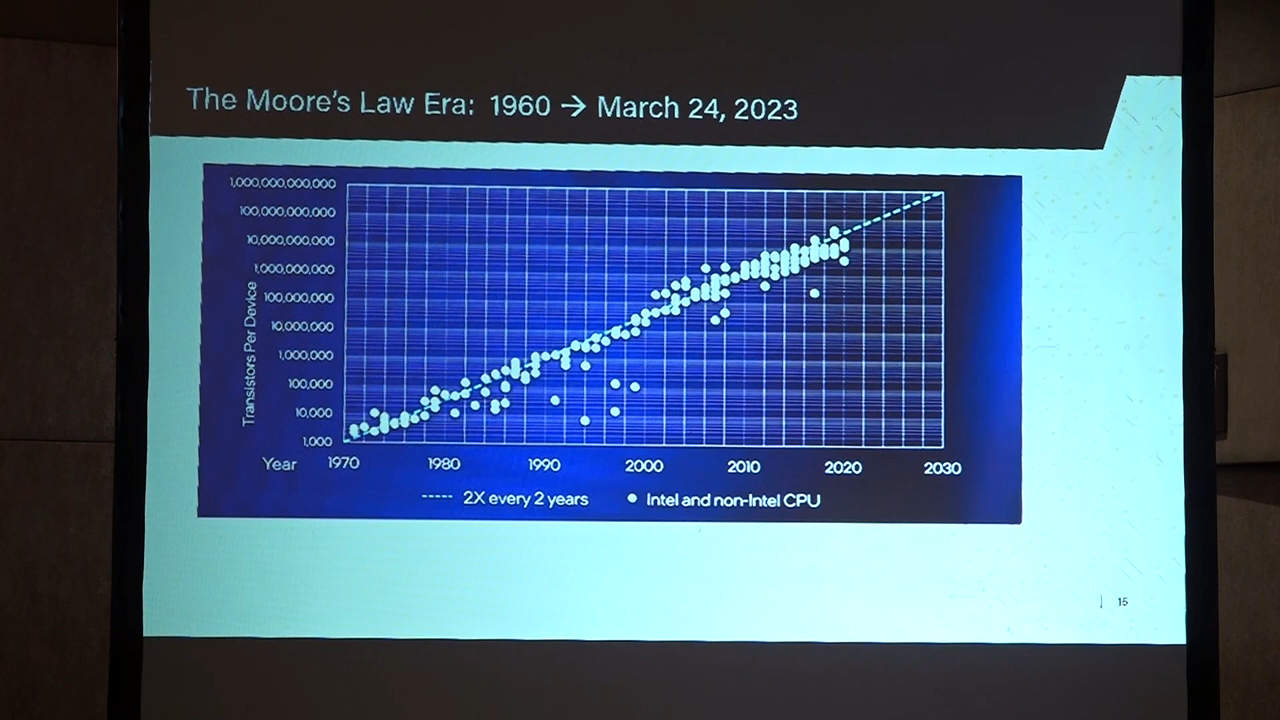 The Moore's Law Era: 1960 → March 24, 2023
1,000,000,000,000
100,000,000,000
10,000,000,000
1,000,000,000
100,000,000
10,000,000
1,000,000
100,000
10,000
1,000
Transistors Per Device
Year 1970 1980 1990 2000 2010 2020 2030
----- 2X every 2 years ● Intel and non-Intel CPU
| 15